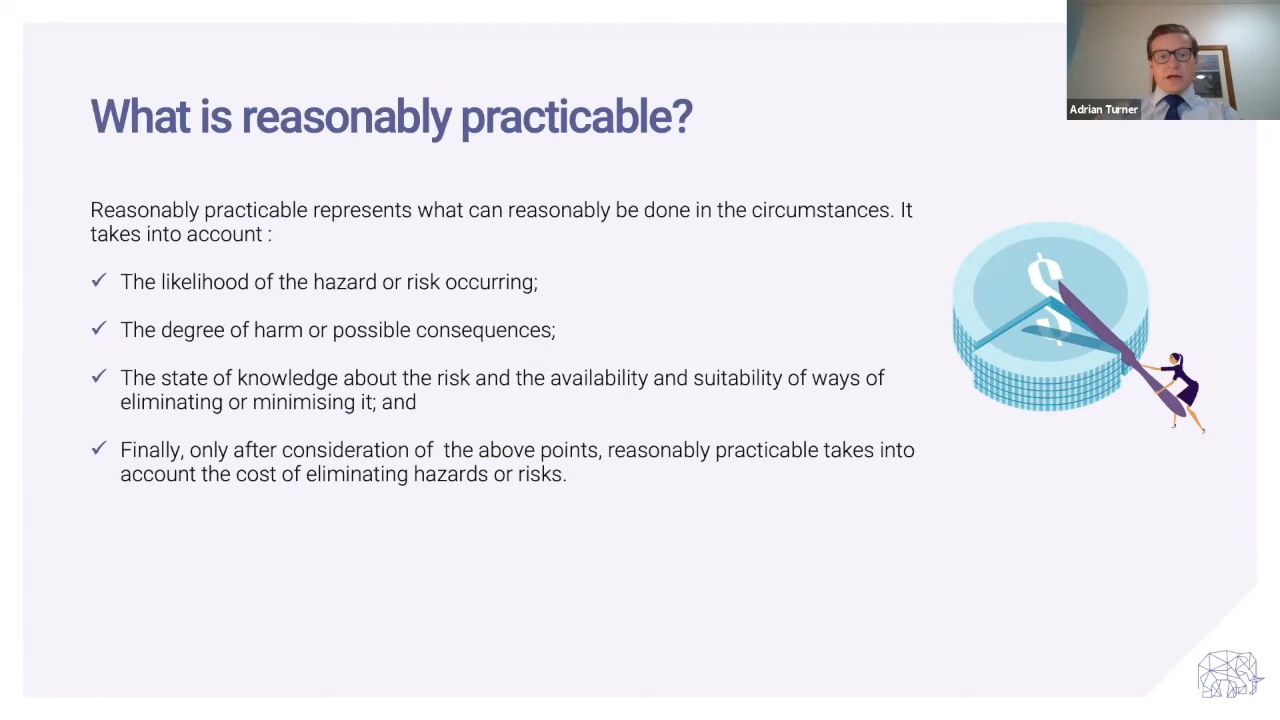 What is reasonably practicable?
Adrian Turner
Reasonably practicable represents what can reasonably be done in the circumstances. It
takes into account :
✓ The likelihood of the hazard or risk occurring;
✓ The degree of harm or possible consequences;
✓ The state of knowledge about the risk and the availability and suitability of ways of
eliminating or minimising it; and
✓ Finally, only after consideration of  the above points, reasonably practicable takes into
account the cost of eliminating hazards or risks.
$